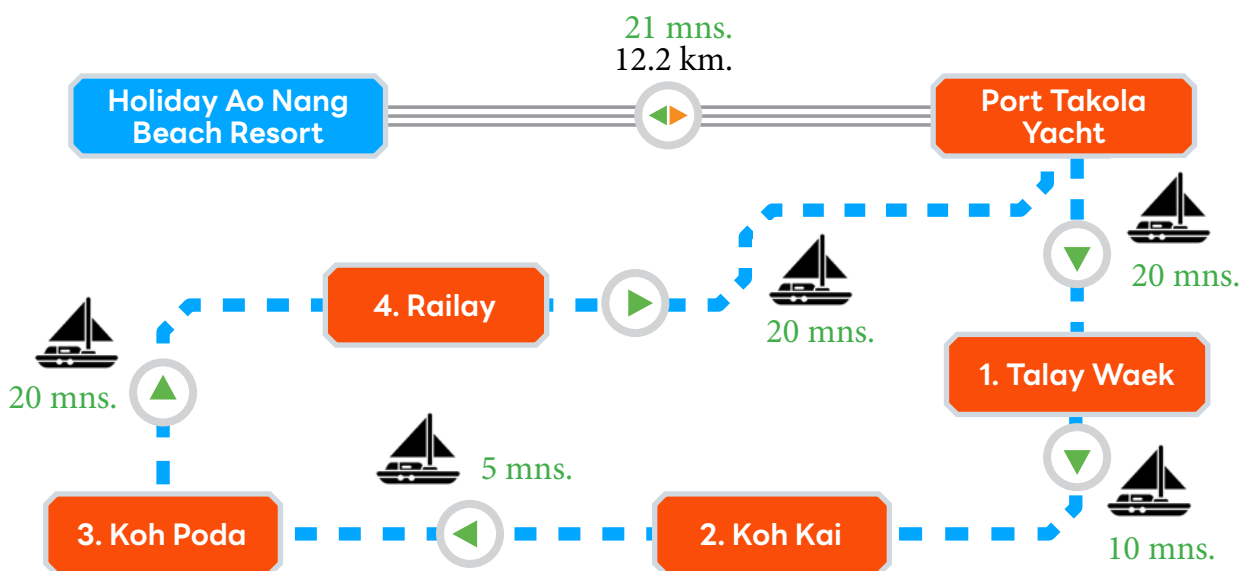 21 mns.
12.2 km.
Holiday Ao Nang
Beach Resort
Port Takola
Yacht
20 mns.
4. Railay
20 mns.
1. Talay Waek
20 mns.
5 mns.
3. Koh Poda
2. Koh Kai
10 mns.